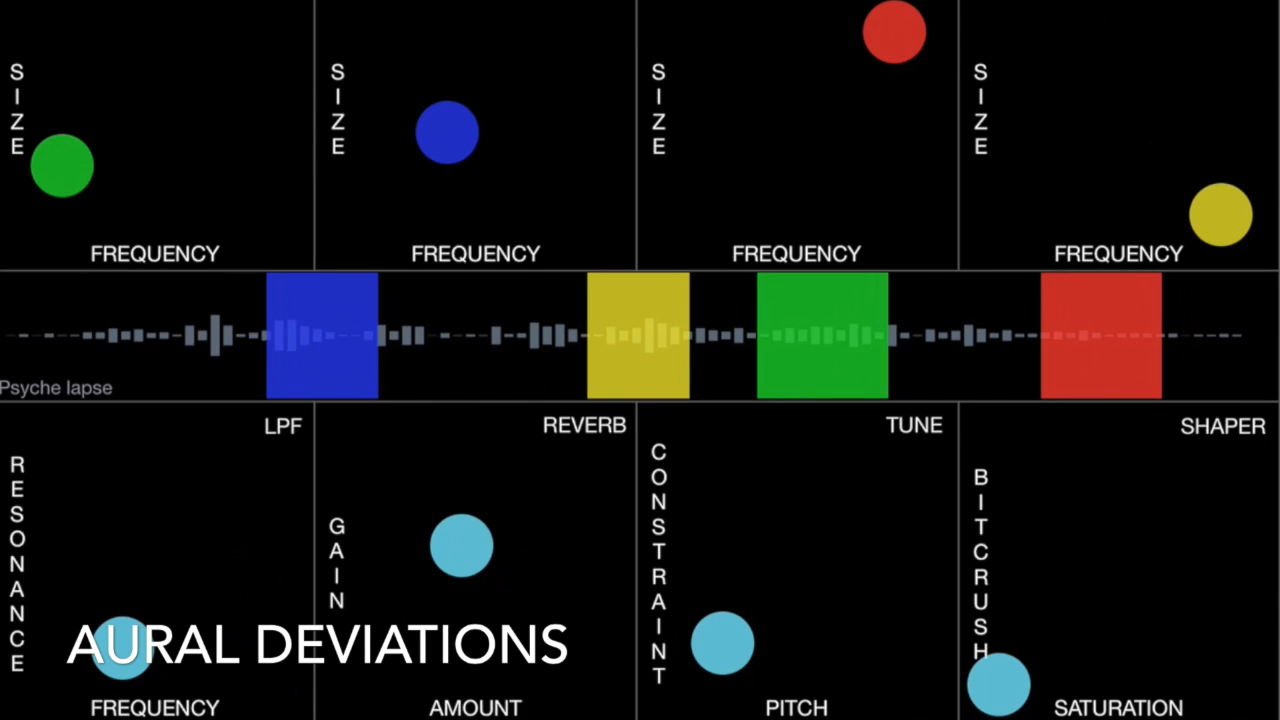 SIZE
SIZE
SIZE
SIZE
FREQUENCY
FREQUENCY
FREQUENCY
FREQUENCY
Psyche lapse
LPF
REVERB
TUNE
SHAPER
RESONANCE
GAIN
CONSTRAINT
BITCRUSH
AURAL DEVIATIONS
FREQUENCY
AMOUNT
PITCH
SATURATION